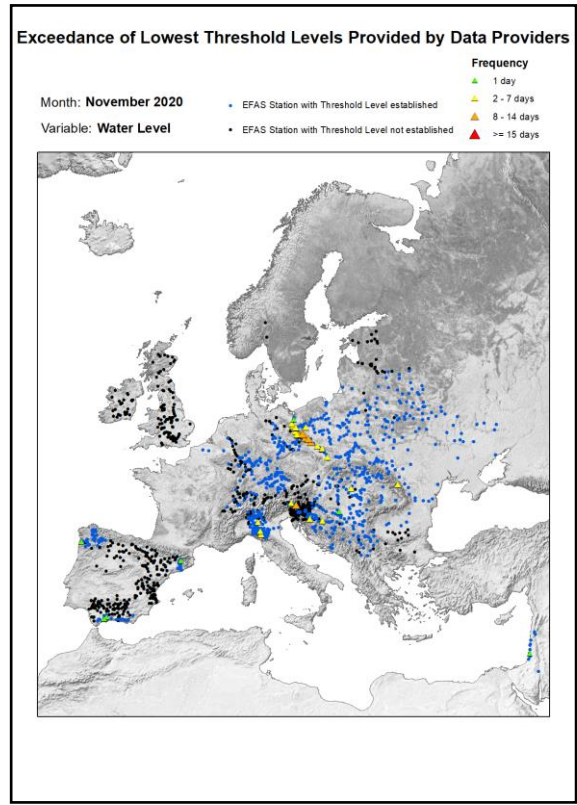 Exceedance of Lowest Threshold Levels Provided by Data Providers
Frequency
1 day
2 - 7 days
8 - 14 days
>= 15 days
Month: November 2020
Variable: Water Level
EFAS Station with Threshold Level established
EFAS Station with Threshold Level not established